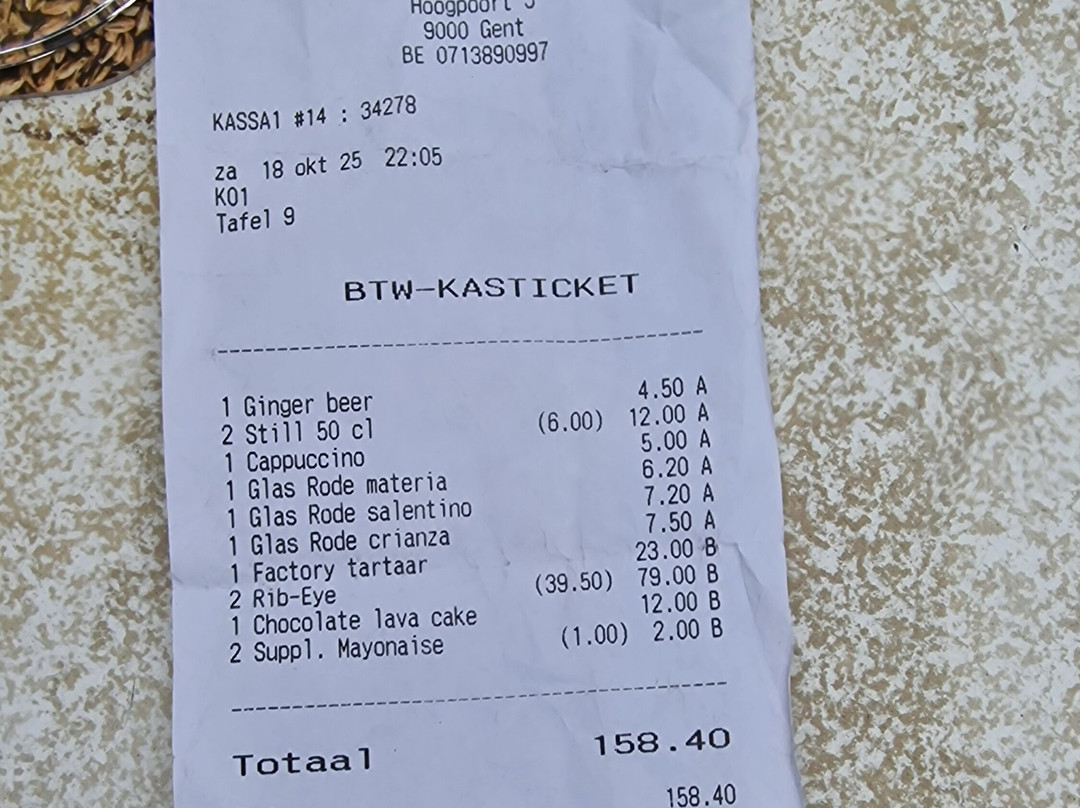 Hoogpoort 5
9000 Gent
BE 0713890997
KASSA1 #14 : 34278
za 18 okt 25 22:05
K01
Tafel 9
BTW-KASTICKET
1 Ginger beer 4.50 A
2 Still 50 cl (6.00) 12.00 A
1 Cappuccino 5.00 A
1 Glas Rode materia 6.20 A
1 Glas Rode salentino 7.20 A
1 Glas Rode crianza 7.50 A
1 Factory tartaar 23.00 B
2 Rib-Eye (39.50) 79.00 B
1 Chocolate lava cake 12.00 B
2 Suppl. Mayonaise (1.00) 2.00 B
Totaal 158.40
158.40